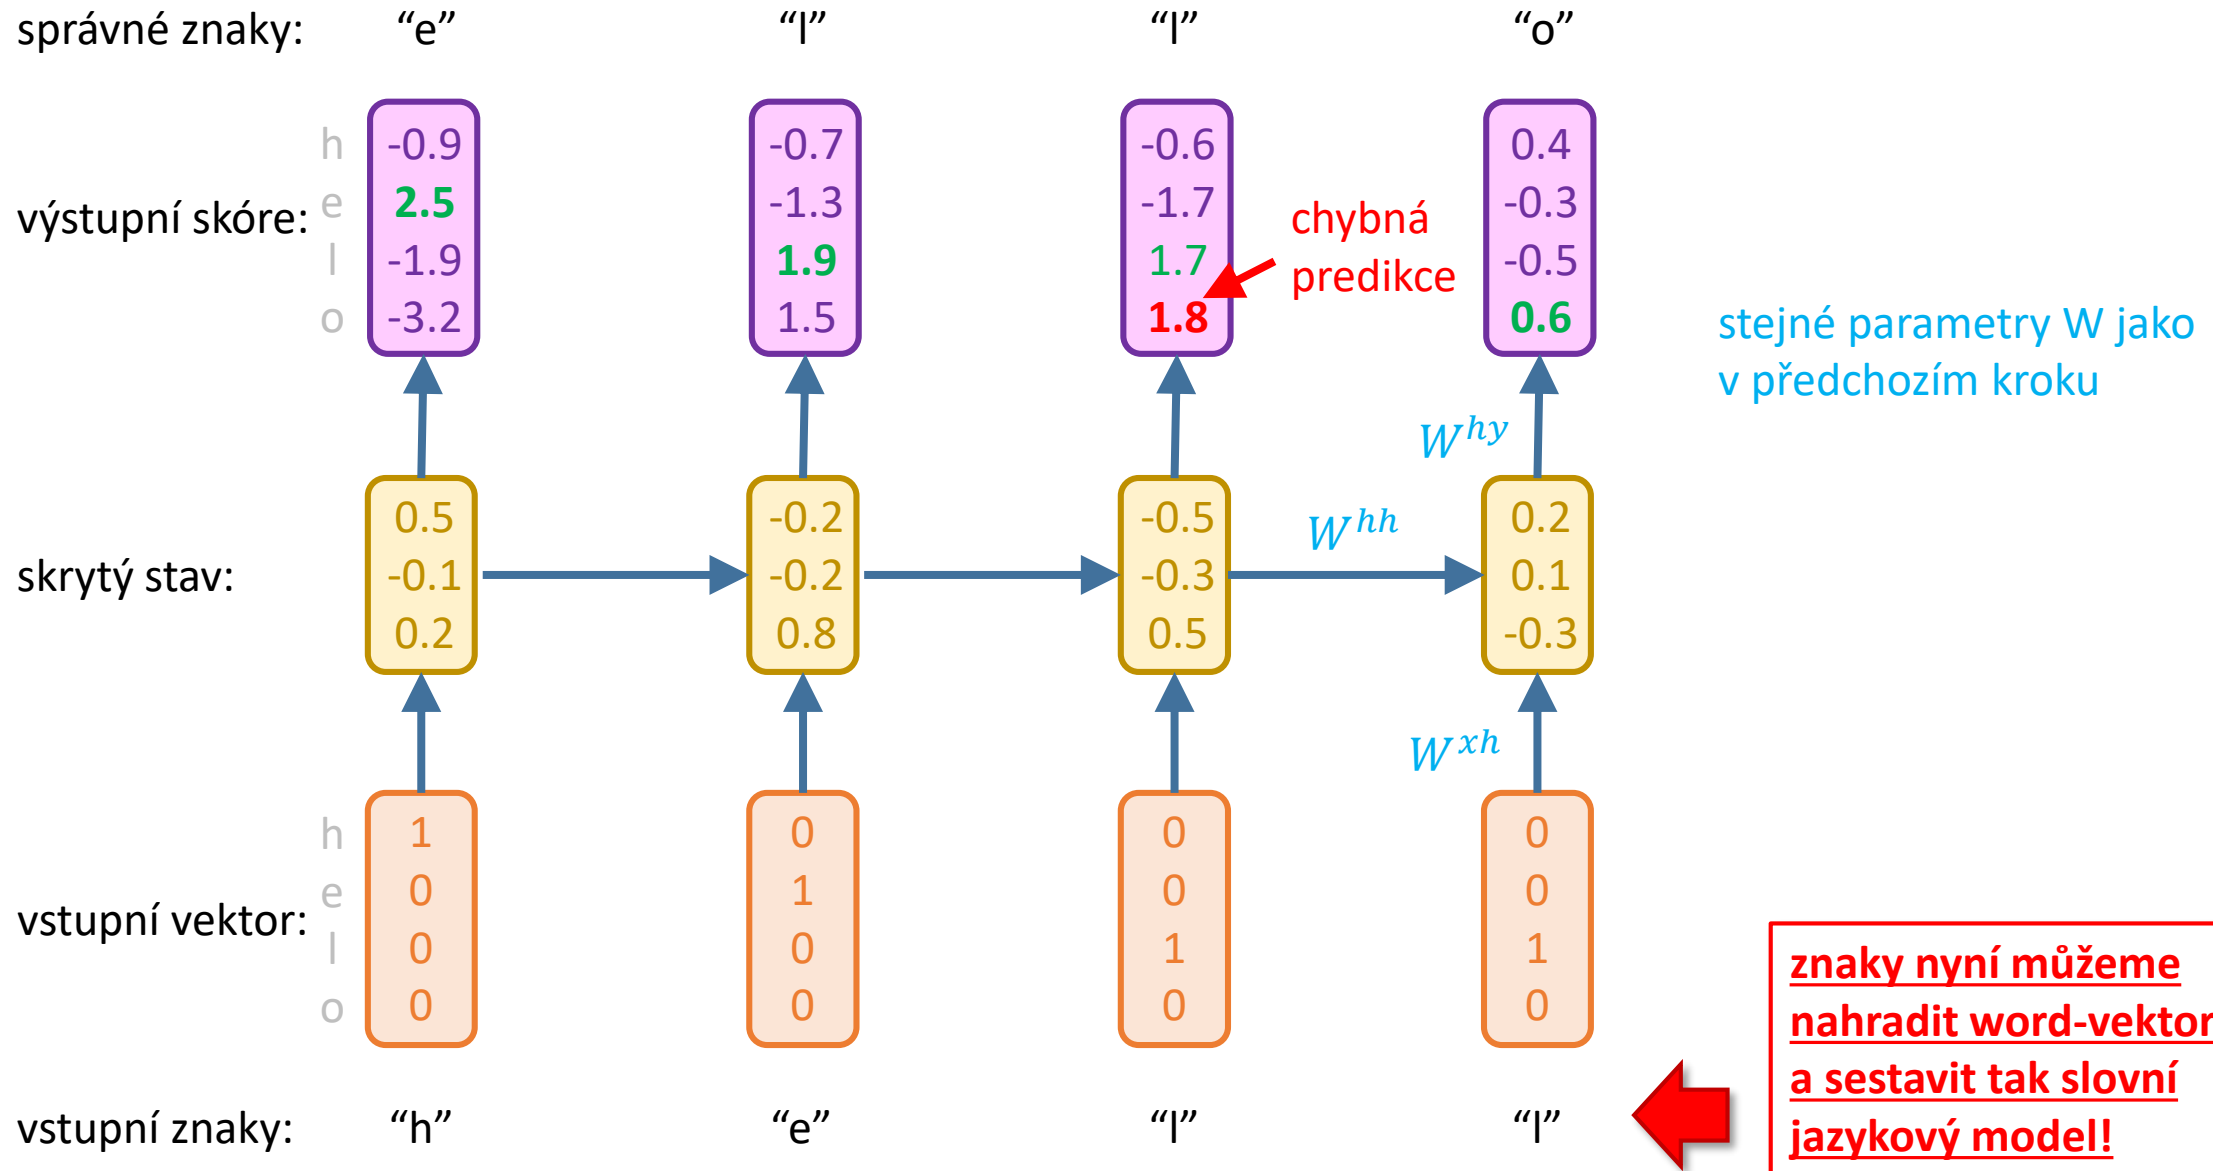 správné znaky: “e” “l” “l” “o”
h -0.9 -0.7 -0.6 0.4
výstupní skóre: e 2.5 -1.3 -1.7 -0.3
l -1.9 1.9 1.7 -0.5
o -3.2 1.5 1.8 0.6
chybná
predikce
stejné parametry W jako
v předchozím kroku
W^{hy}
0.5 -0.2 -0.5 0.2
skrytý stav: -0.1 -0.2 -0.3 0.1
0.2 0.8 0.5 -0.3
W^{hh}
W^{xh}
h 1 0 0 0
vstupní vektor: e 0 1 0 0
l 0 0 1 1
o 0 0 0 0
vstupní znaky: “h” “e” “l” “l”
znaky nyní můžeme
nahradit word-vektor
a sestavit tak slovní
jazykový model!